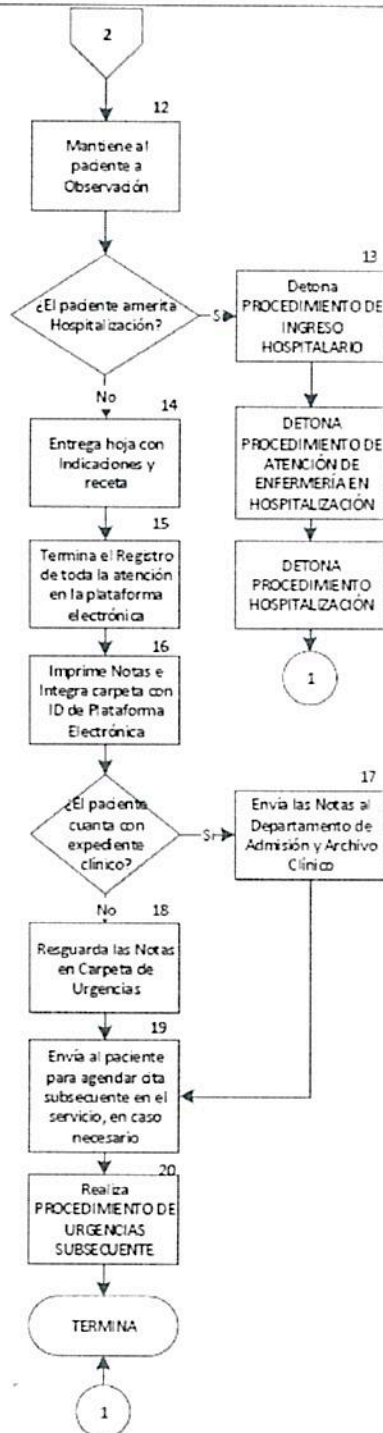 2
12
Mantiene al
paciente a
Observación
¿El paciente amerita
Hospitalización?
Si
13
Detona
PROCEDIMIENTO DE
INGRESO
HOSPITALARIO
No
14
Entrega hoja con
Indicaciones y
receta
DETONA
PROCEDIMIENTO DE
ATENCIÓN DE
ENFERMERÍA EN
HOSPITALIZACIÓN
15
Termina el Registro
de toda la atención
en la plataforma
electrónica
DETONA
PROCEDIMIENTO
HOSPITALIZACIÓN
1
16
Imprime Notas e
Integra carpeta con
ID de Plataforma
Electrónica
¿El paciente
cuanta con
expediente
clínico?
Si
17
Envía las Notas al
Departamento de
Admisión y Archivo
Clínico
No
18
Resguarda las Notas
en Carpeta de
Urgencias
19
Envía al paciente
para agendar cita
subsecuente en el
servicio, en caso
necesario
20
Realiza
PROCEDIMIENTO DE
URGENCIAS
SUBSECUENTE
TERMINA
1